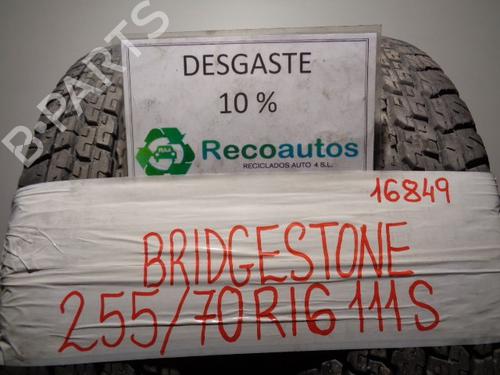 DESGASTE
10 %
Recoautos
RECICLADOS AUTO 4 S.L.
B-PARTS
16849
BRIDGESTONE
255/70R16 111S